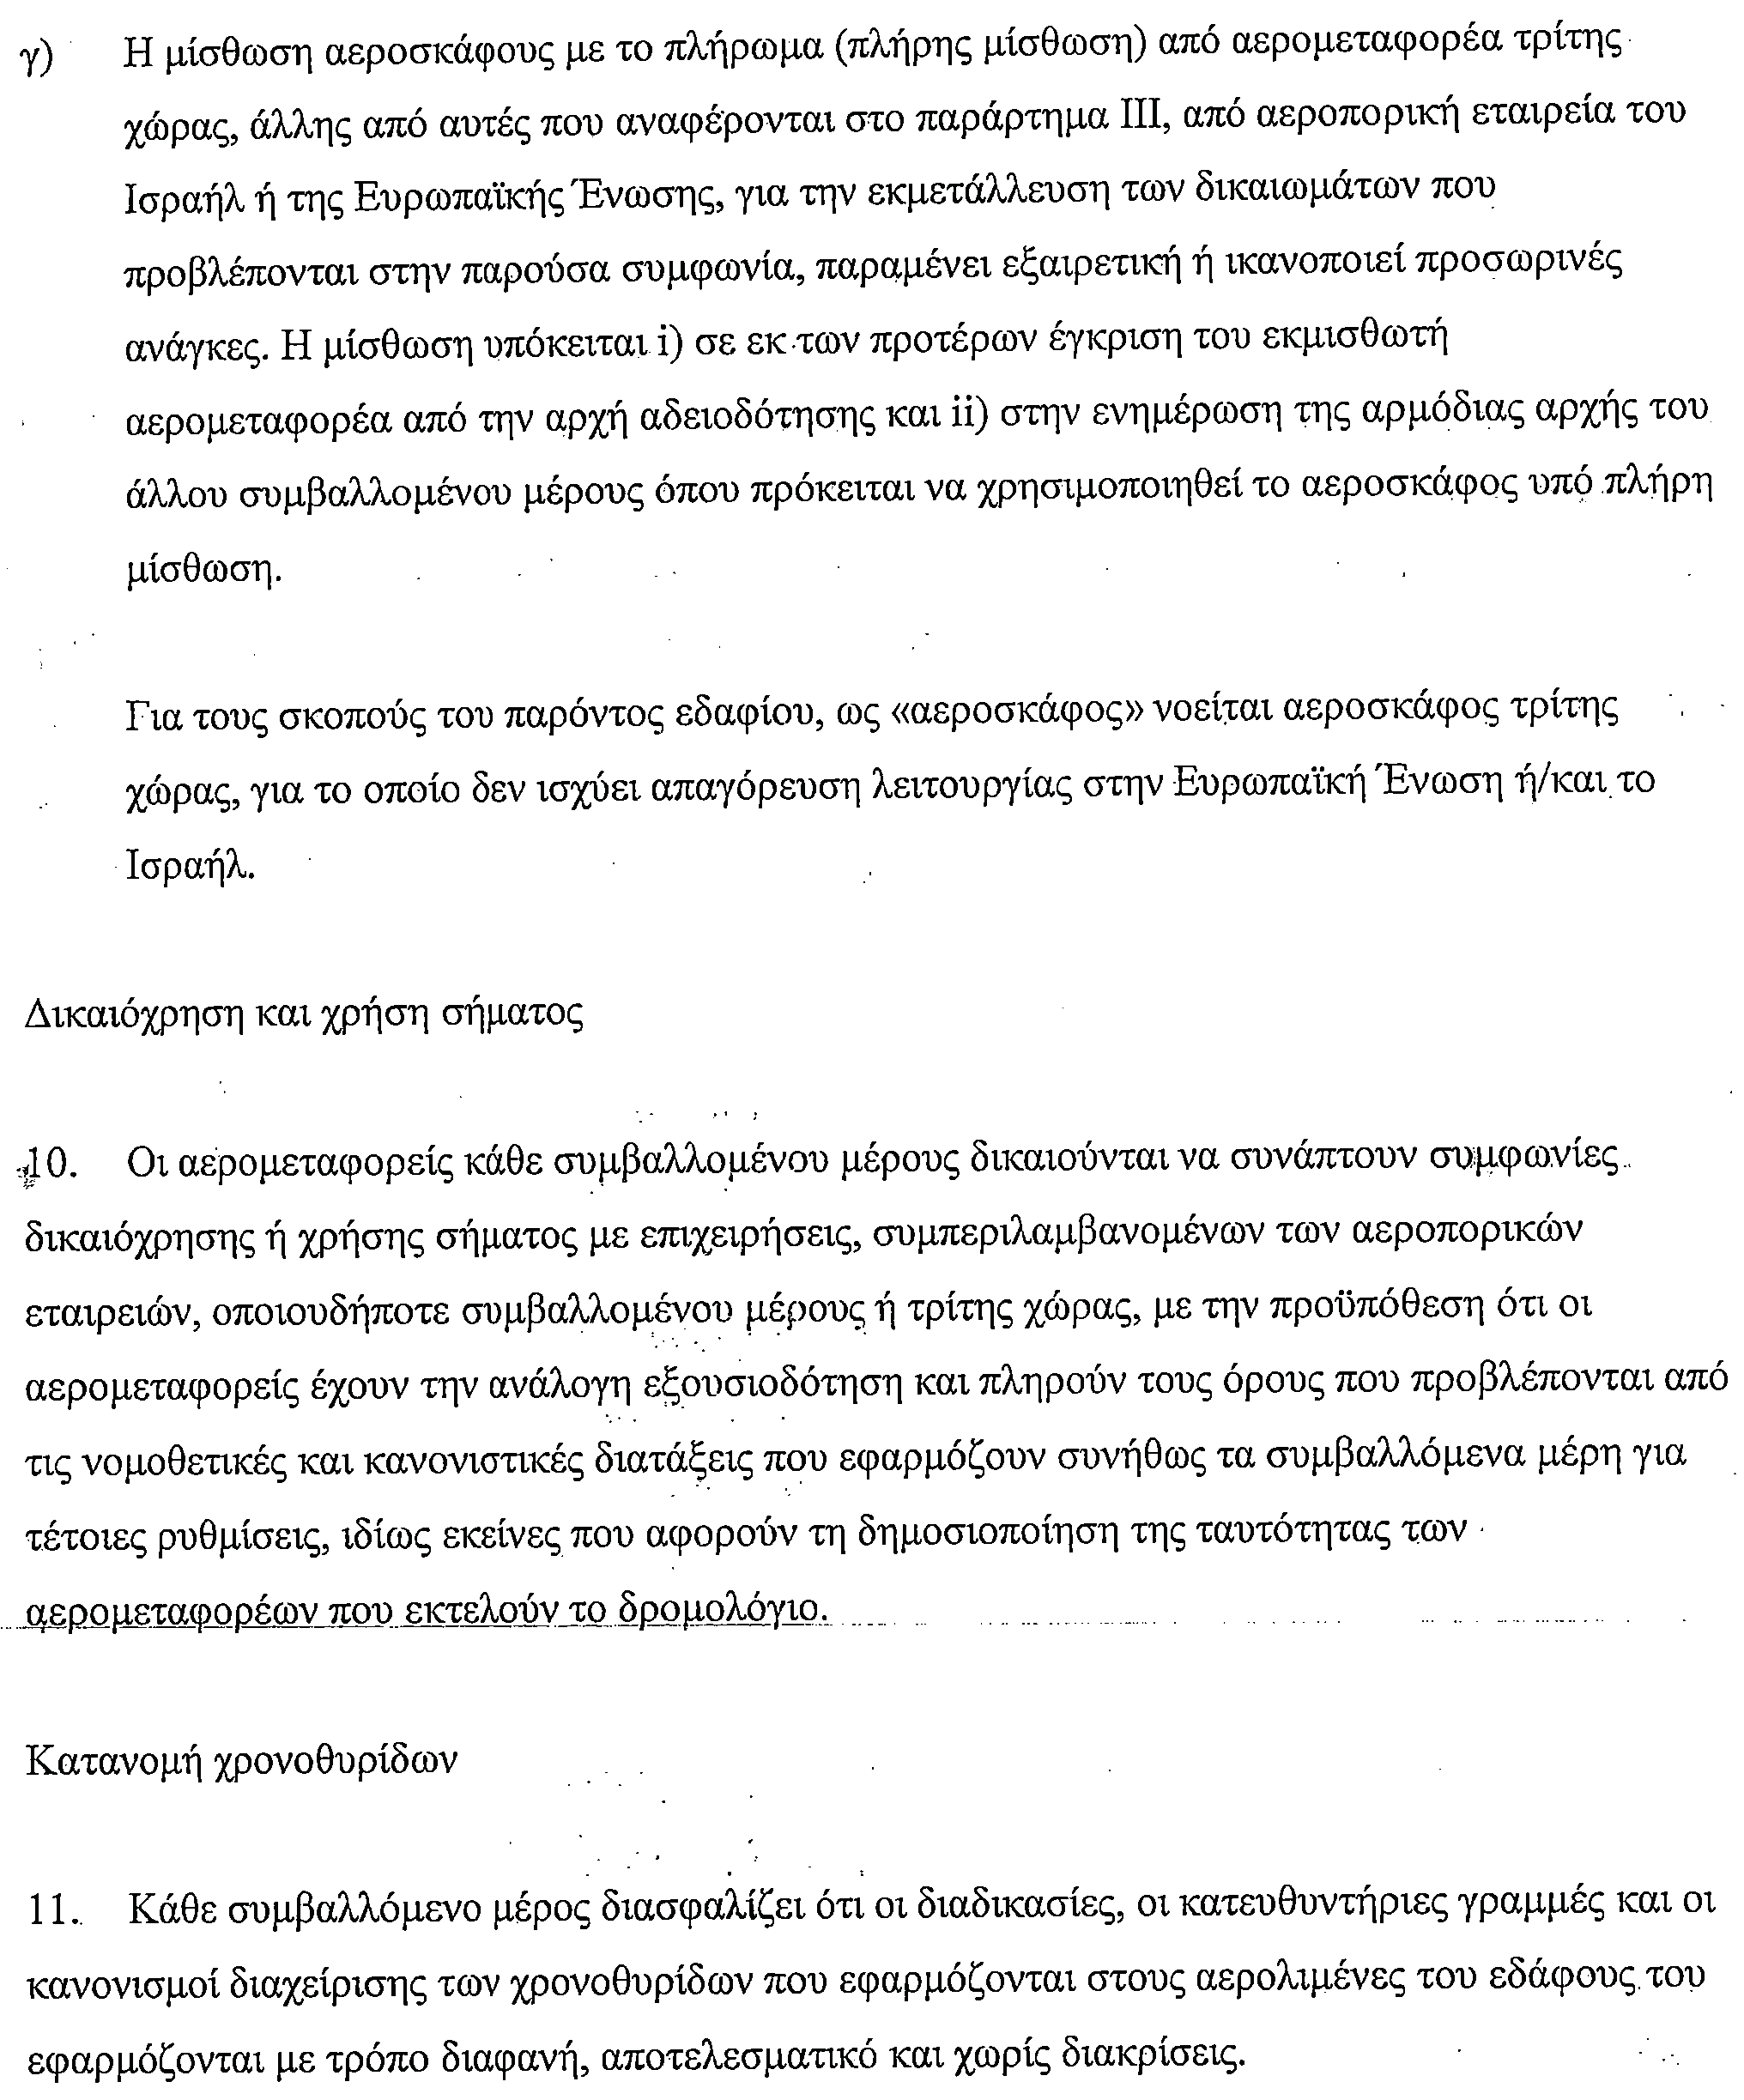 γ) Η μίσθωση αεροσκάφους με το πλήρωμα (πλήρης μίσθωση) από αερομεταφορέα τρίτης
χώρας, άλλης από αυτές που αναφέρονται στο παράρτημα III, από αεροπορική εταιρεία του
Ισραήλ ή της Ευρωπαϊκής Ένωσης, για την εκμετάλλευση των δικαιωμάτων που
προβλέπονται στην παρούσα συμφωνία, παραμένει εξαιρετική ή ικανοποιεί προσωρινές
ανάγκες. Η μίσθωση υπόκειται i) σε εκ των προτέρων έγκριση του εκμισθωτή
αερομεταφορέα από την αρχή αδειοδότησης και ii) στην ενημέρωση της αρμόδιας αρχής του
άλλου συμβαλλομένου μέρους όπου πρόκειται να χρησιμοποιηθεί το αεροσκάφος υπό πλήρη
μίσθωση.
Για τους σκοπούς του παρόντος εδαφίου, ως «αεροσκάφος» νοείται αεροσκάφος τρίτης
χώρας, για το οποίο δεν ισχύει απαγόρευση λειτουργίας στην Ευρωπαϊκή Ένωση ή/και το
Ισραήλ.
Δικαιόχρηση και χρήση σήματος
10. Οι αερομεταφορείς κάθε συμβαλλομένου μέρους δικαιούνται να συνάπτουν συμφωνίες
δικαιόχρησης ή χρήσης σήματος με επιχειρήσεις, συμπεριλαμβανομένων των αεροπορικών
εταιρειών, οποιουδήποτε συμβαλλομένου μέρους ή τρίτης χώρας, με την προϋπόθεση ότι οι
αερομεταφορείς έχουν την ανάλογη εξουσιοδότηση και πληρούν τους όρους που προβλέπονται από
τις νομοθετικές και κανονιστικές διατάξεις που εφαρμόζουν συνήθως τα συμβαλλόμενα μέρη για
τέτοιες ρυθμίσεις, ιδίως εκείνες που αφορούν τη δημοσιοποίηση της ταυτότητας των
αερομεταφορέων που εκτελούν το δρομολόγιο.
Κατανομή χρονοθυρίδων
11. Κάθε συμβαλλόμενο μέρος διασφαλίζει ότι οι διαδικασίες, οι κατευθυντήριες γραμμές και οι
κανονισμοί διαχείρισης των χρονοθυρίδων που εφαρμόζονται στους αερολιμένες του εδάφους του
εφαρμόζονται με τρόπο διαφανή, αποτελεσματικό και χωρίς διακρίσεις.